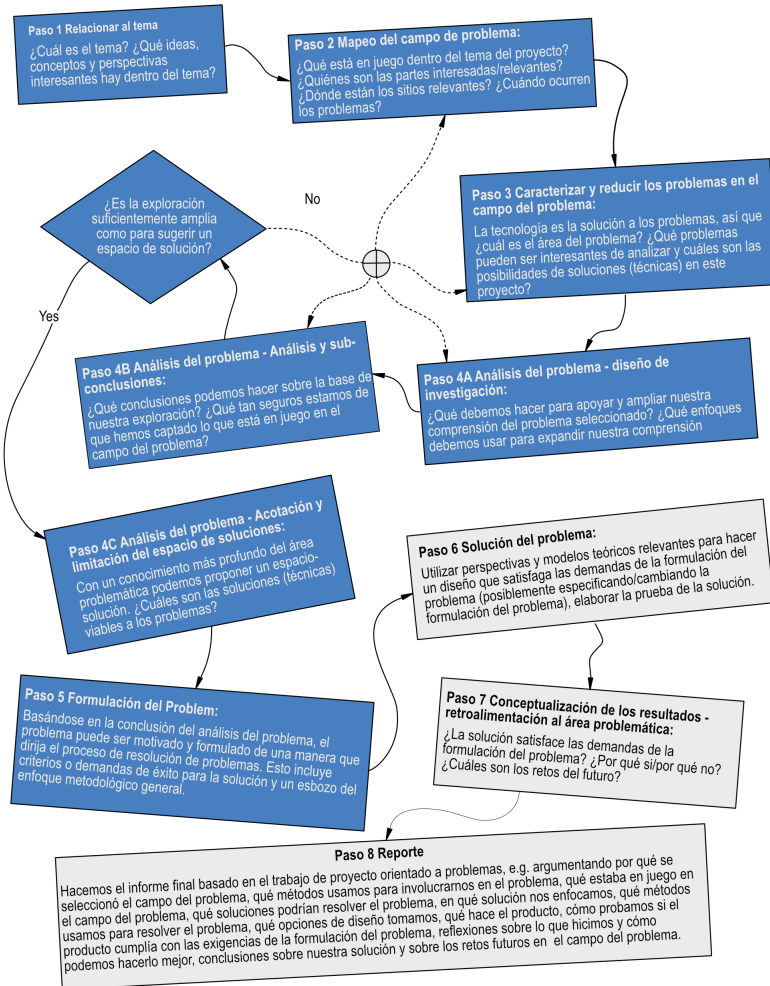 Paso 1 Relacionar al tema
¿Cuál es el tema? ¿Qué ideas,
conceptos y perspectivas
interesantes hay dentro del tema?
Paso 2 Mapeo del campo de problema:
¿Qué está en juego dentro del tema del proyecto?
¿Quiénes son las partes interesadas/relevantes?
¿Dónde están los sitios relevantes? ¿Cuándo ocurren
los problemas?
Paso 3 Caracterizar y reducir los problemas en el
campo del problema:
La tecnología es la solución a los problemas, así que
¿cuál es el área del problema? ¿Qué problemas
pueden ser interesantes de analizar y cuáles son las
posibilidades de soluciones (técnicas) en este
proyecto?
¿Es la exploración
suficientemente amplia
como para sugerir un
espacio de solución?
No
Yes
Paso 4A Análisis del problema - diseño de
investigación:
¿Qué debemos hacer para apoyar y ampliar nuestra
comprensión del problema seleccionado? ¿Qué enfoques
debemos usar para expandir nuestra comprensión
Paso 4B Análisis del problema - Análisis y sub-
conclusiones:
¿Qué conclusiones podemos hacer sobre la base de
nuestra exploración? ¿Qué tan seguros estamos de
que hemos captado lo que está en juego en el
campo del problema?
Paso 4C Análisis del problema - Acotación y
limitación del espacio de soluciones:
Con un conocimiento más profundo del área
problemática podemos proponer un espacio-
solución. ¿Cuáles son las soluciones (técnicas)
viables a los problemas?
Paso 5 Formulación del Problem:
Basándose en la conclusión del análisis del problema, el
problema puede ser motivado y formulado de una manera que
dirija el proceso de resolución de problemas. Esto incluye
criterios o demandas de éxito para la solución y un esbozo del
enfoque metodológico general.
Paso 6 Solución del problema:
Utilizar perspectivas y modelos teóricos relevantes para hacer
un diseño que satisfaga las demandas de la formulación del
problema (posiblemente especificando/cambiando la
formulación del problema), elaborar la prueba de la solución.
Paso 7 Conceptualización de los resultados -
retroalimentación al área problemática:
¿La solución satisface las demandas de la
formulación del problema? ¿Por qué si/por qué no?
¿Cuáles son los retos del futuro?
Paso 8 Reporte
Hacemos el informe final basado en el trabajo de proyecto orientado a problemas, e.g. argumentando por qué se
seleccionó el campo del problema, qué métodos usamos para involucrarnos en el problema, qué estaba en juego en
el campo del problema, qué soluciones podrían resolver el problema, en qué solución nos enfocamos, qué métodos
usamos para resolver el problema, qué opciones de diseño tomamos, qué hace el producto, cómo probamos si el
producto cumplía con las exigencias de la formulación del problema, reflexiones sobre lo que hicimos y cómo
podemos hacerlo mejor, conclusiones sobre nuestra solución y sobre los retos futuros en el campo del problema.